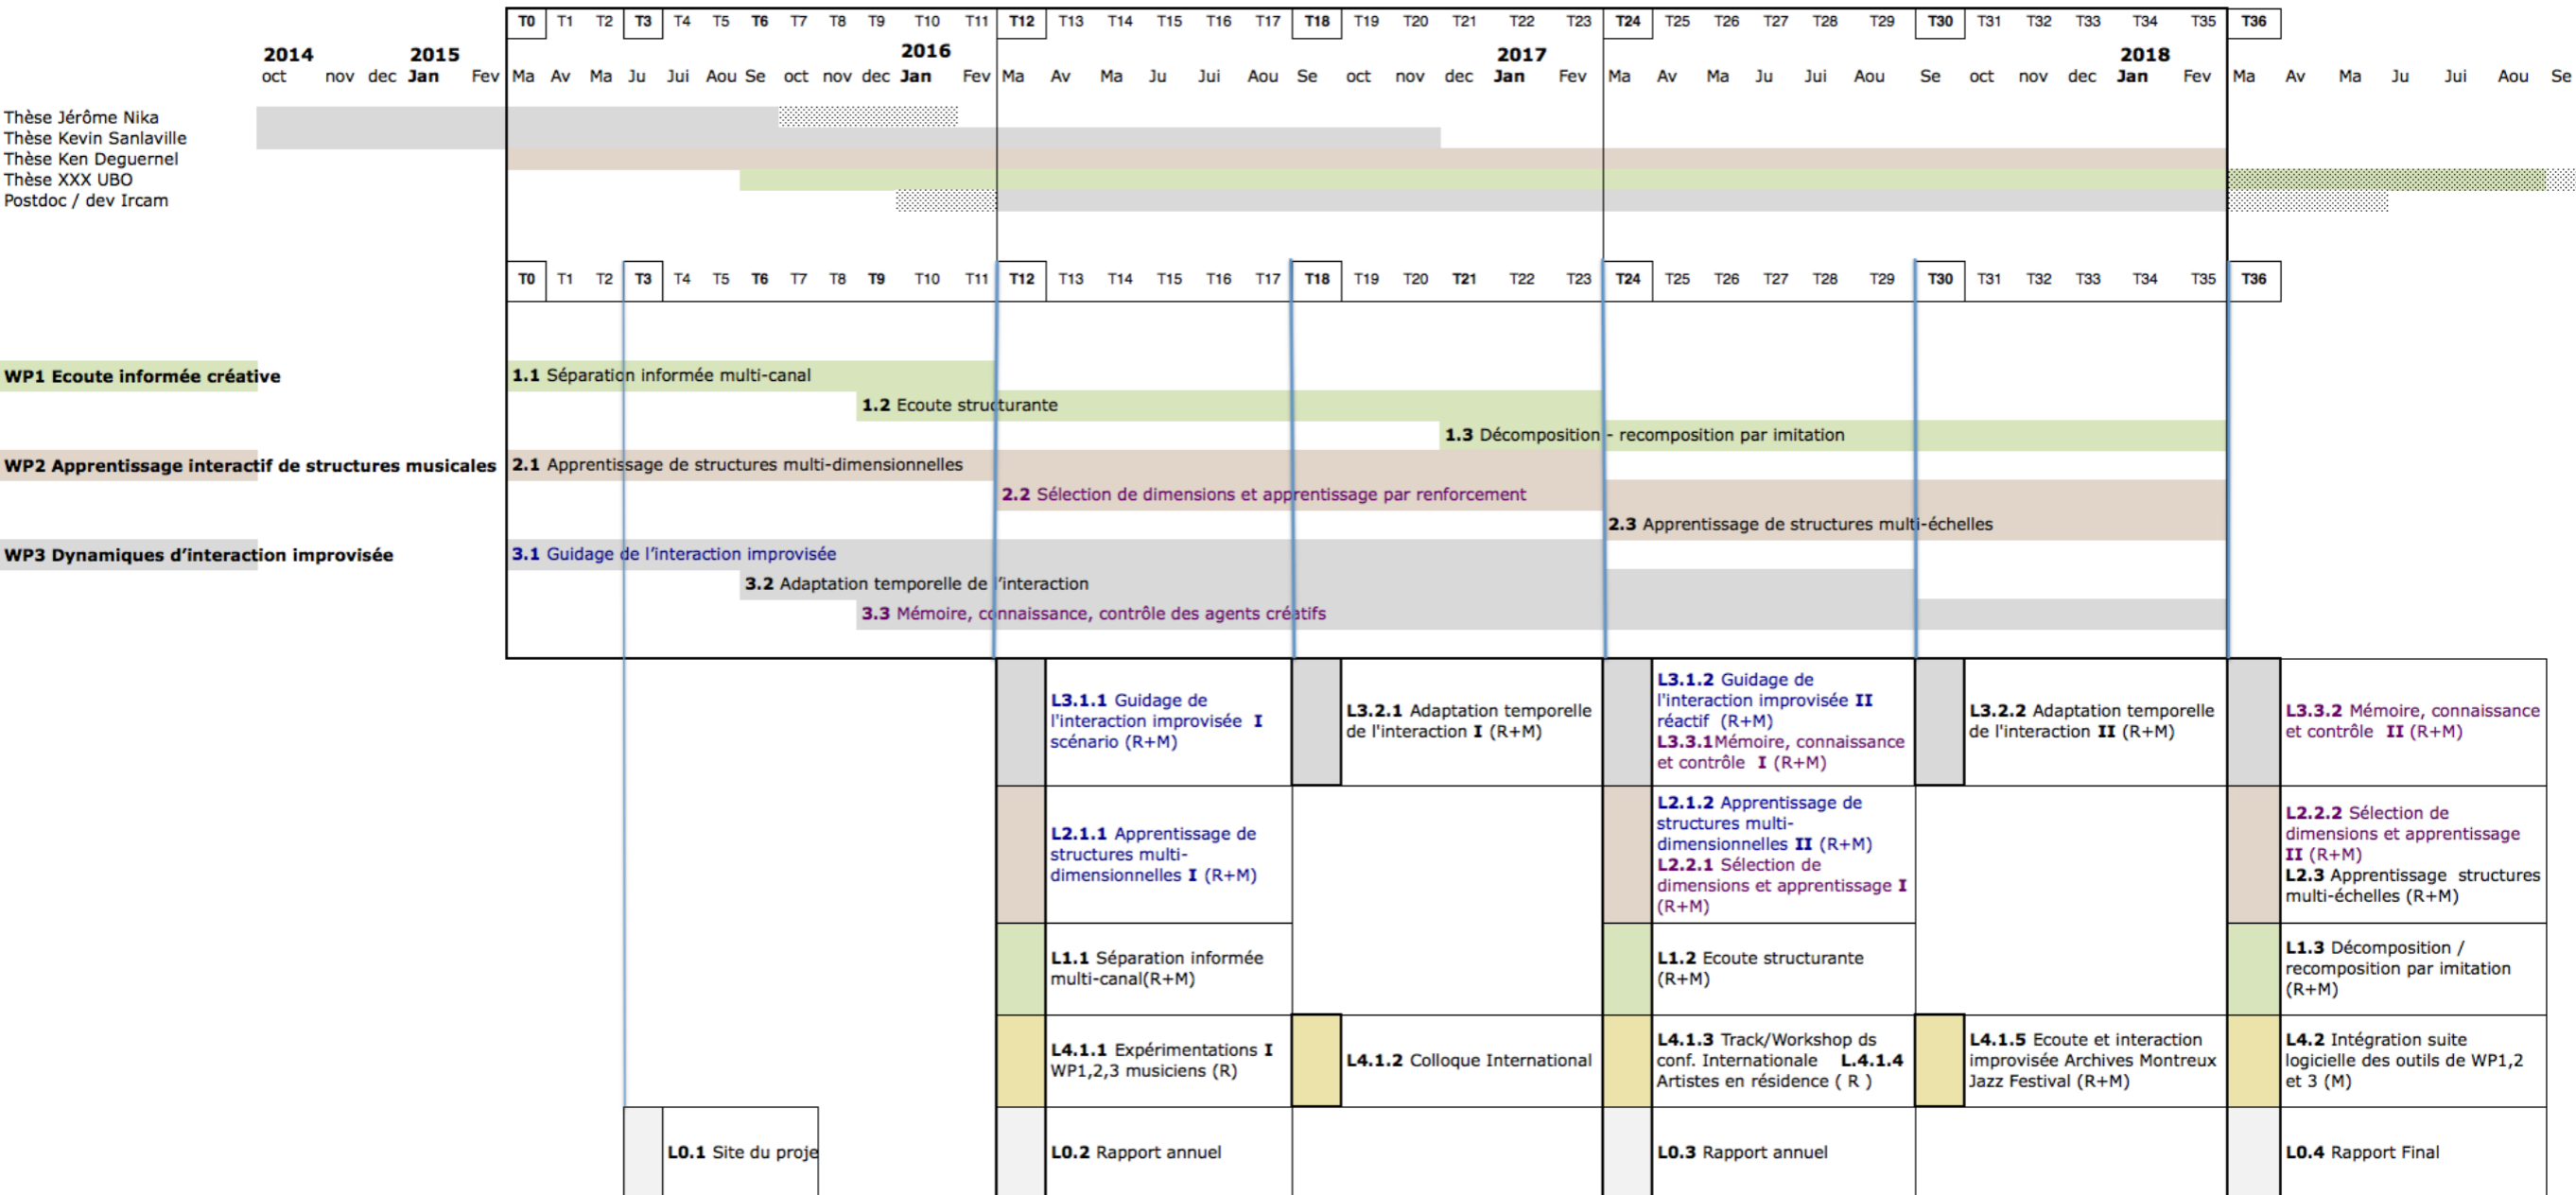 T0 T1 T2 T3 T4 T5 T6 T7 T8 T9 T10 T11 T12 T13 T14 T15 T16 T17 T18 T19 T20 T21 T22 T23 T24 T25 T26 T27 T28 T29 T30 T31 T32 T33 T34 T35 T36
2014 2015 2016 2017 2018
oct nov dec Jan Fev Ma Av Ma Ju Jui Aou Se oct nov dec Jan Fev Ma Av Ma Ju Jui Aou Se oct nov dec Jan Fev Ma Av Ma Ju Jui Aou Se oct nov dec Jan Fev Ma Av Ma Ju Jui Aou Se
Thèse Jérôme Nika
Thèse Kevin Sanlaville
Thèse Ken Deguernel
Thèse XXX UBO
Postdoc / dev Ircam
T0 T1 T2 T3 T4 T5 T6 T7 T8 T9 T10 T11 T12 T13 T14 T15 T16 T17 T18 T19 T20 T21 T22 T23 T24 T25 T26 T27 T28 T29 T30 T31 T32 T33 T34 T35 T36
WP1 Ecoute informée créative
1.1 Séparation informée multi-canal
1.2 Ecoute structurante
1.3 Décomposition - recomposition par imitation
WP2 Apprentissage interactif de structures musicales
2.1 Apprentissage de structures multi-dimensionnelles
2.2 Sélection de dimensions et apprentissage par renforcement
2.3 Apprentissage de structures multi-échelles
WP3 Dynamiques d’interaction improvisée
3.1 Guidage de l’interaction improvisée
3.2 Adaptation temporelle de l’interaction
3.3 Mémoire, connaissance, contrôle des agents créatifs
L3.1.1 Guidage de
l'interaction improvisée I
scénario (R+M)
L3.2.1 Adaptation temporelle
de l'interaction I (R+M)
L3.1.2 Guidage de
l'interaction improvisée II
réactif (R+M)
L3.3.1Mémoire, connaissance
et contrôle I (R+M)
L3.2.2 Adaptation temporelle
de l'interaction II (R+M)
L3.3.2 Mémoire, connaissance
et contrôle II (R+M)
L2.1.1 Apprentissage de
structures multi-
dimensionnelles I (R+M)
L2.1.2 Apprentissage de
structures multi-
dimensionnelles II (R+M)
L2.2.1 Sélection de
dimensions et apprentissage I
(R+M)
L2.2.2 Sélection de
dimensions et apprentissage
II (R+M)
L2.3 Apprentissage structures
multi-échelles (R+M)
L1.1 Séparation informée
multi-canal(R+M)
L1.2 Ecoute structurante
(R+M)
L1.3 Décomposition /
recomposition par imitation
(R+M)
L4.1.1 Expérimentations I
WP1,2,3 musiciens (R)
L4.1.2 Colloque International
L4.1.3 Track/Workshop ds
conf. Internationale L.4.1.4
Artistes en résidence ( R )
L4.1.5 Ecoute et interaction
improvisée Archives Montreux
Jazz Festival (R+M)
L4.2 Intégration suite
logicielle des outils de WP1,2
et 3 (M)
L0.1 Site du proje
L0.2 Rapport annuel
L0.3 Rapport annuel
L0.4 Rapport Final